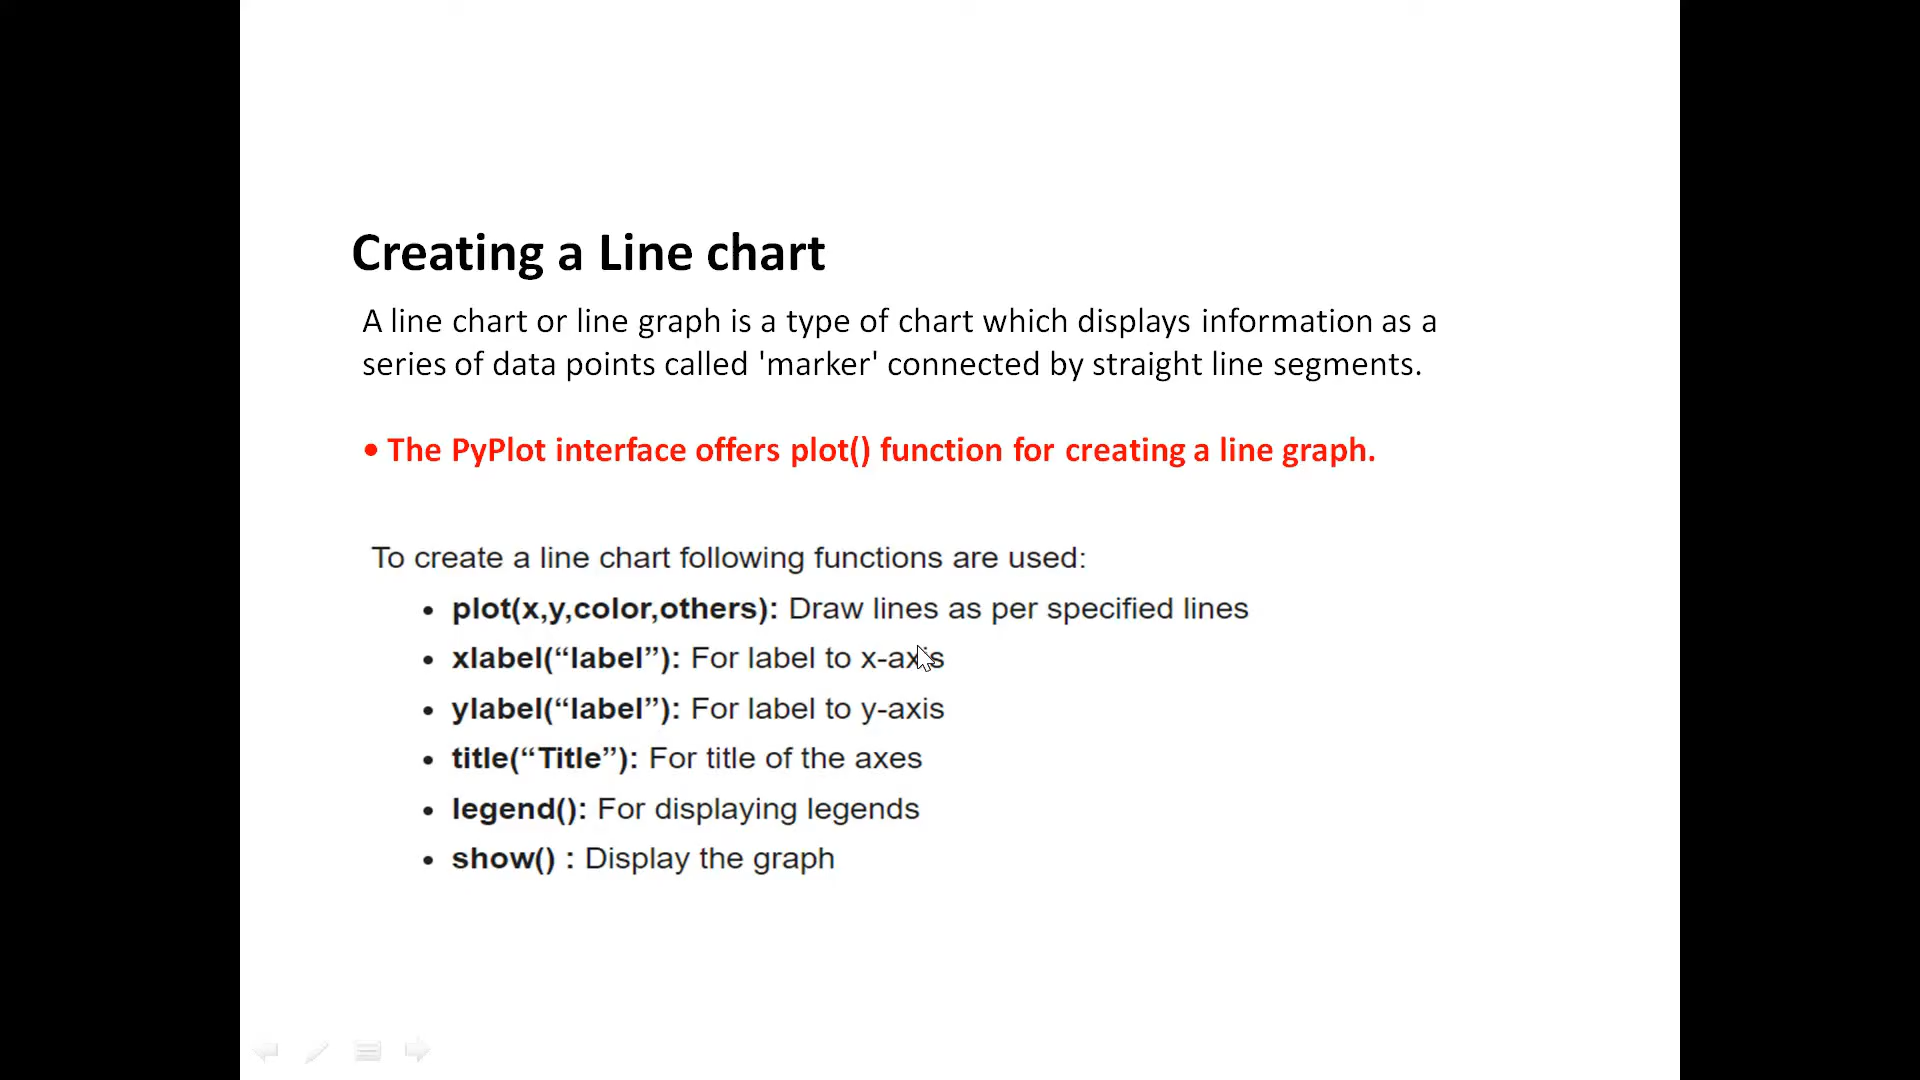 Creating a Line chart
A line chart or line graph is a type of chart which displays information as a
series of data points called 'marker' connected by straight line segments.
• The PyPlot interface offers plot() function for creating a line graph.
To create a line chart following functions are used:
• plot(x,y,color,others): Draw lines as per specified lines
• xlabel(“label”): For label to x-axis
• ylabel(“label”): For label to y-axis
• title(“Title”): For title of the axes
• legend(): For displaying legends
• show() : Display the graph